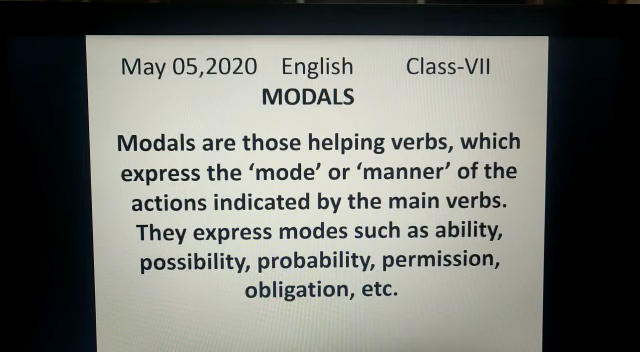 May 05,2020 English Class-VII
MODALS
Modals are those helping verbs, which
express the ‘mode’ or ‘manner’ of the
actions indicated by the main verbs.
They express modes such as ability,
possibility, probability, permission,
obligation, etc.